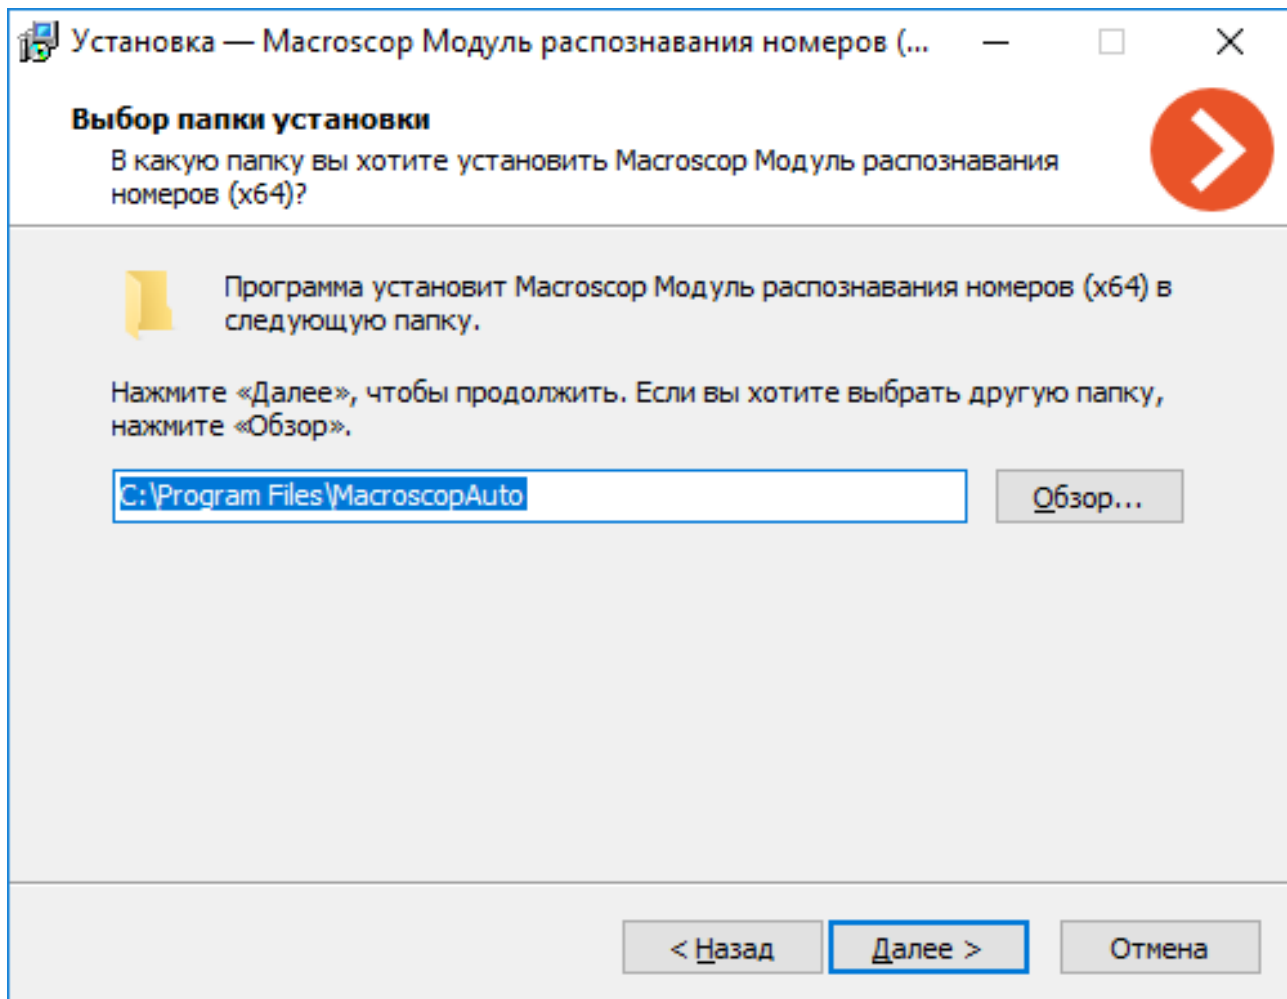 Установка — Macroscop Модуль распознавания номеров (...
Выбор папки установки
В какую папку вы хотите установить Macroscop Модуль распознавания
номеров (x64)?
Программа установит Macroscop Модуль распознавания номеров (x64) в
следующую папку.
Нажмите «Далее», чтобы продолжить. Если вы хотите выбрать другую папку,
нажмите «Обзор».
C:\Program Files\MacroscopAuto
Обзор...
< Назад
Далее >
Отмена